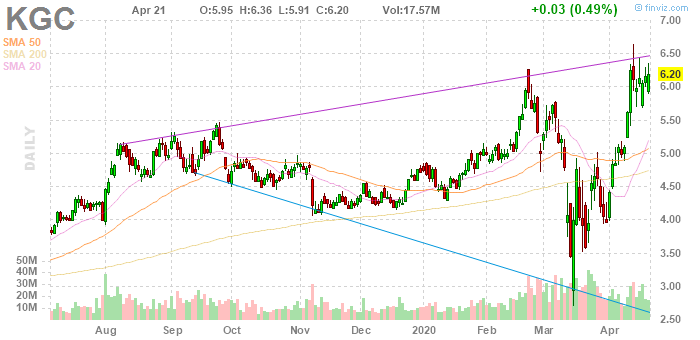 KGC
Apr 21 O:5.95 H:6.36 L:5.91 C:6.20 Vol:17.57M +0.03 (0.49%)
© finviz.com
SMA 50
SMA 200
SMA 20
DAILY
7.00
6.50
6.20
6.00
5.50
5.00
4.50
4.00
3.50
3.00
2.50
50M
40M
30M
20M
10M
Aug Sep Oct Nov Dec 2020 Feb Mar Apr